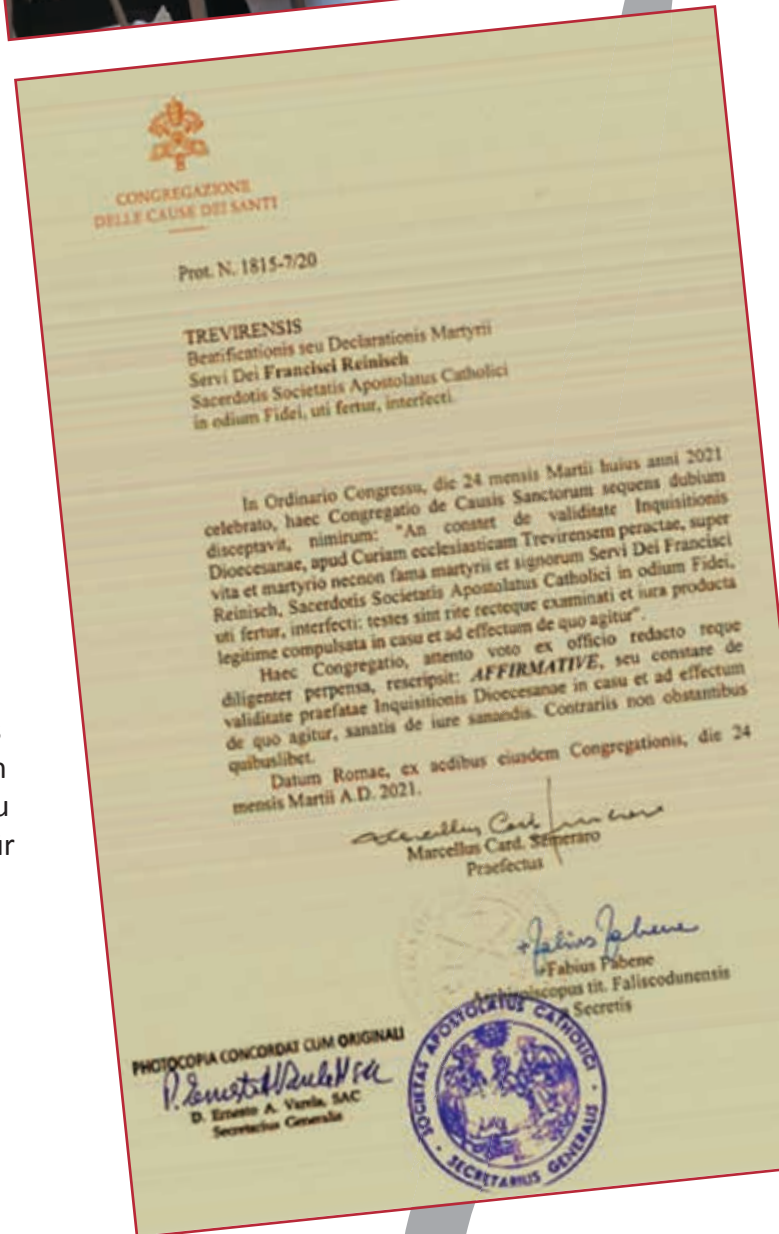 CONGREGAZIONE
DELLE CAUSE DEI SANTI
Prot. N. 1815-7/20
TREVIRENSIS
Beatificationis seu Declarationis Martyrii
Servi Dei Francisci Reinisch
Sacerdotis Societatis Apostolatus Catholici
in odium Fidei, uti fertur, interfecti
In Ordinario Congressu, die 24 mensis Martii huius anni 2021
celebrato, haec Congregatio de Causis Sanctorum sequens dubium
disceptavit, nimirum: "An constet de validitate Inquisitionis
Dioecesanae, apud Curiam ecclesiasticam Trevirensem peractae, super
vita et martyrio necnon fama martyrii et signorum Servi Dei Francisci
Reinisch, Sacerdotis Societatis Apostolatus Catholici in odium Fidei,
uti fertur, interfecti: testes sint rite recteque examinati et iura producta
legitime compulsata in casu et ad effectum de quo agitur".
Haec Congregatio, attento voto ex officio redacto reque
diligenter perpensa, rescripsit: AFFIRMATIVE, seu constare de
validitate praefatae Inquisitionis Dioecesanae in casu et ad effectum
de quo agitur, sanatis de iure sanandis. Contrariis non obstantibus
quibuslibet.
Datum Romae, ex aedibus eiusdem Congregationis, die 24
mensis Martii A.D. 2021.
Marcellus Card. Semeraro
Praefectus
+Fabius Fabene
Archiepiscopus tit. Faliscodunensis
Secretis
PHOTOCOPIA CONCORDAT CUM ORIGINALI
D. Ernesto A. Varela, SAC
Secretarius Generalis
SOCIETAS APOSTOLATUS CATHOLICI
SECRETARIUS GENERALIS